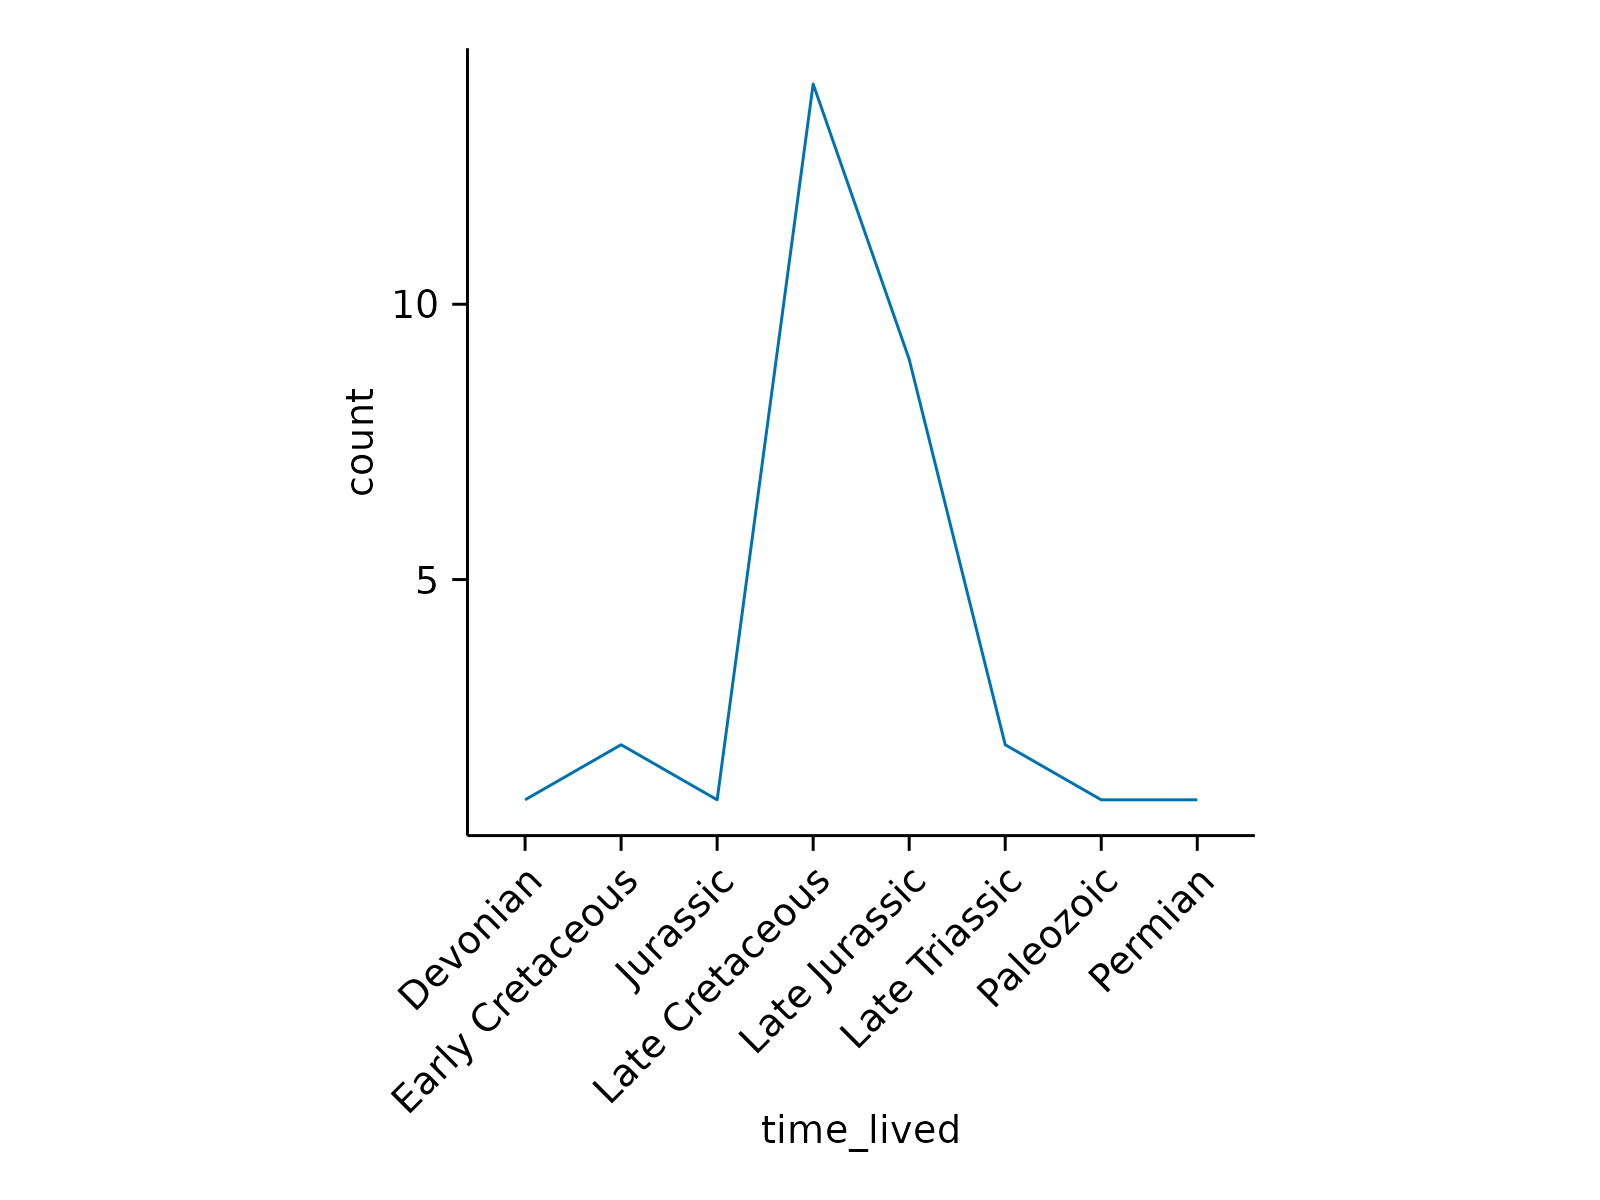 count
10
5
Devonian
Early Cretaceous
Jurassic
Late Cretaceous
Late Jurassic
Late Triassic
Paleozoic
Permian
time_lived